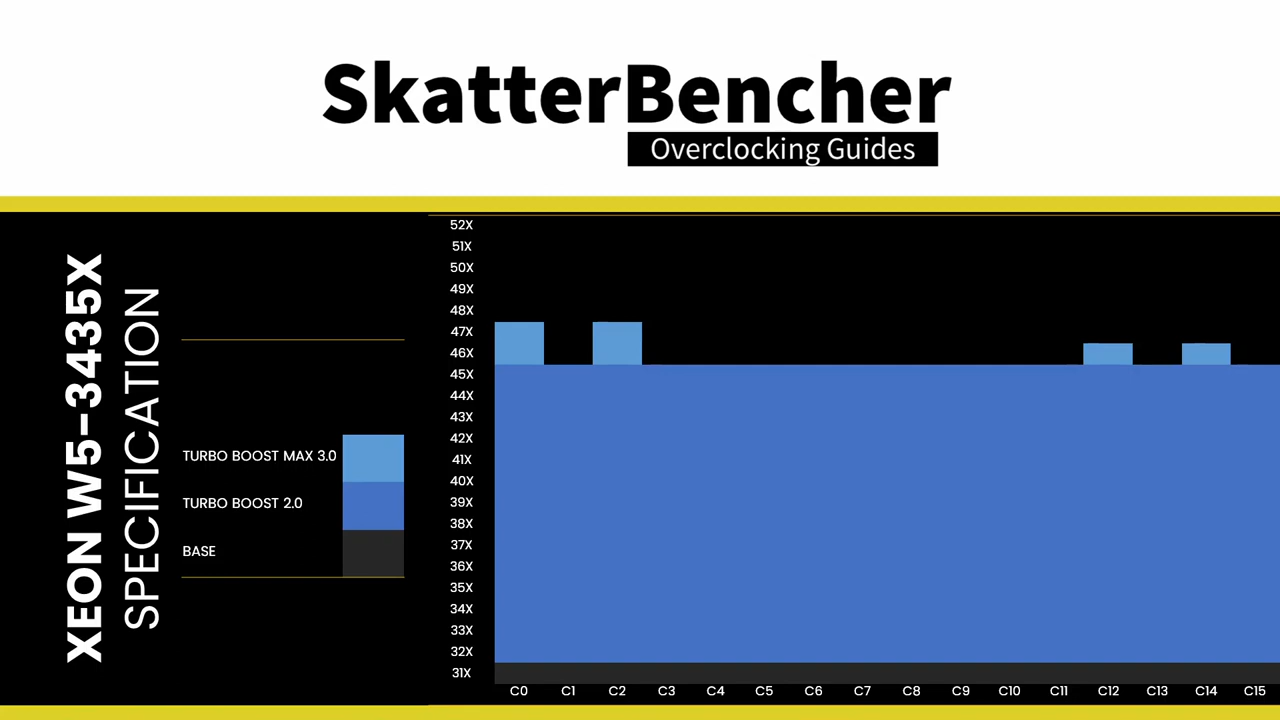 SkatterBencher
Overclocking Guides
XEON W5-3435X
SPECIFICATION
TURBO BOOST MAX 3.0
TURBO BOOST 2.0
BASE
52X
51X
50X
49X
48X
47X
46X
45X
44X
43X
42X
41X
40X
39X
38X
37X
36X
35X
34X
33X
32X
31X
C0 C1 C2 C3 C4 C5 C6 C7 C8 C9 C10 C11 C12 C13 C14 C15